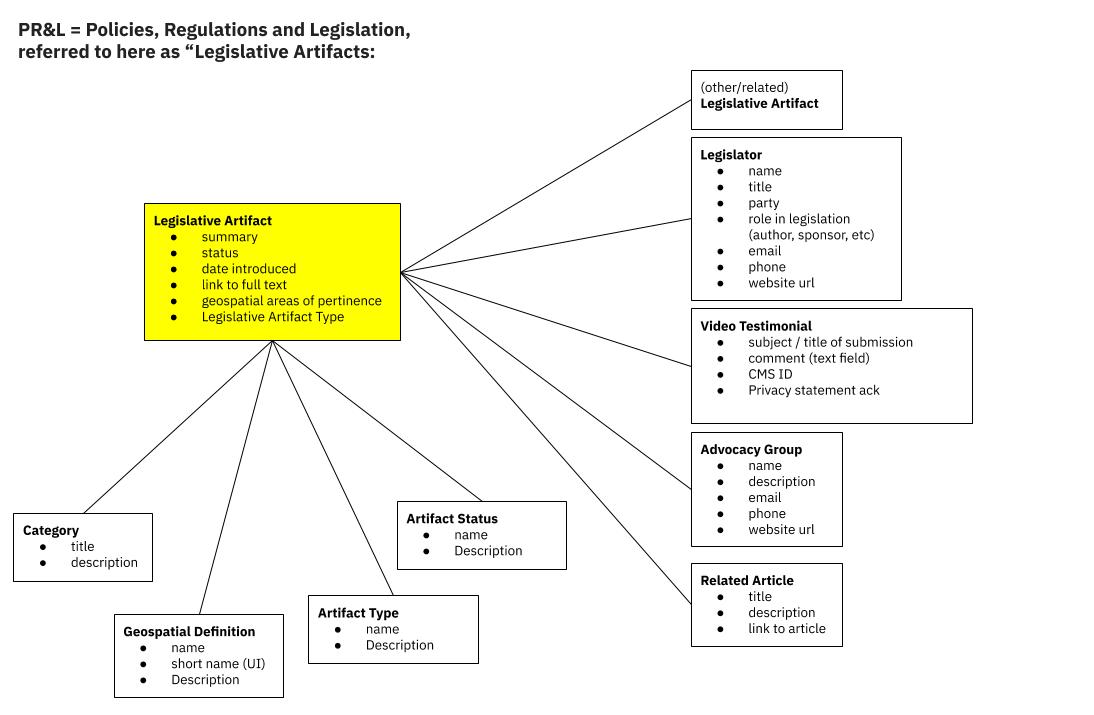 PR&L = Policies, Regulations and Legislation,
referred to here as “Legislative Artifacts:
(other/related)
Legislative Artifact
Legislator
● name
● title
● party
● role in legislation
(author, sponsor, etc)
● email
● phone
● website url
Legislative Artifact
● summary
● status
● date introduced
● link to full text
● geospatial areas of pertinence
● Legislative Artifact Type
Video Testimonial
● subject / title of submission
● comment (text field)
● CMS ID
● Privacy statement ack
Advocacy Group
● name
● description
● email
● phone
● website url
Artifact Status
● name
● Description
Category
● title
● description
Related Article
● title
● description
● link to article
Artifact Type
● name
● Description
Geospatial Definition
● name
● short name (UI)
● Description